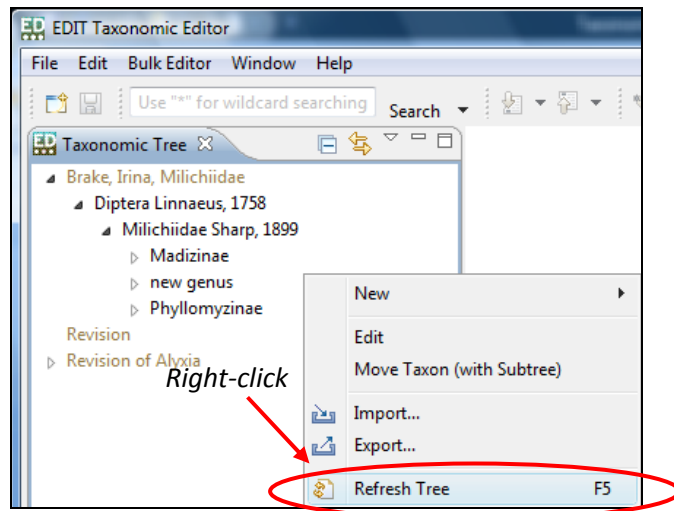 EDIT Taxonomic Editor
File Edit Bulk Editor Window Help
Use "*" for wildcard searching Search
Taxonomic Tree
Brake, Irina, Milichiidae
Diptera Linnaeus, 1758
Milichiidae Sharp, 1899
Madizinae
new genus
Phyllomyzinae
Revision
Revision of Alyxia
Right-click
New
Edit
Move Taxon (with Subtree)
Import...
Export...
Refresh Tree F5